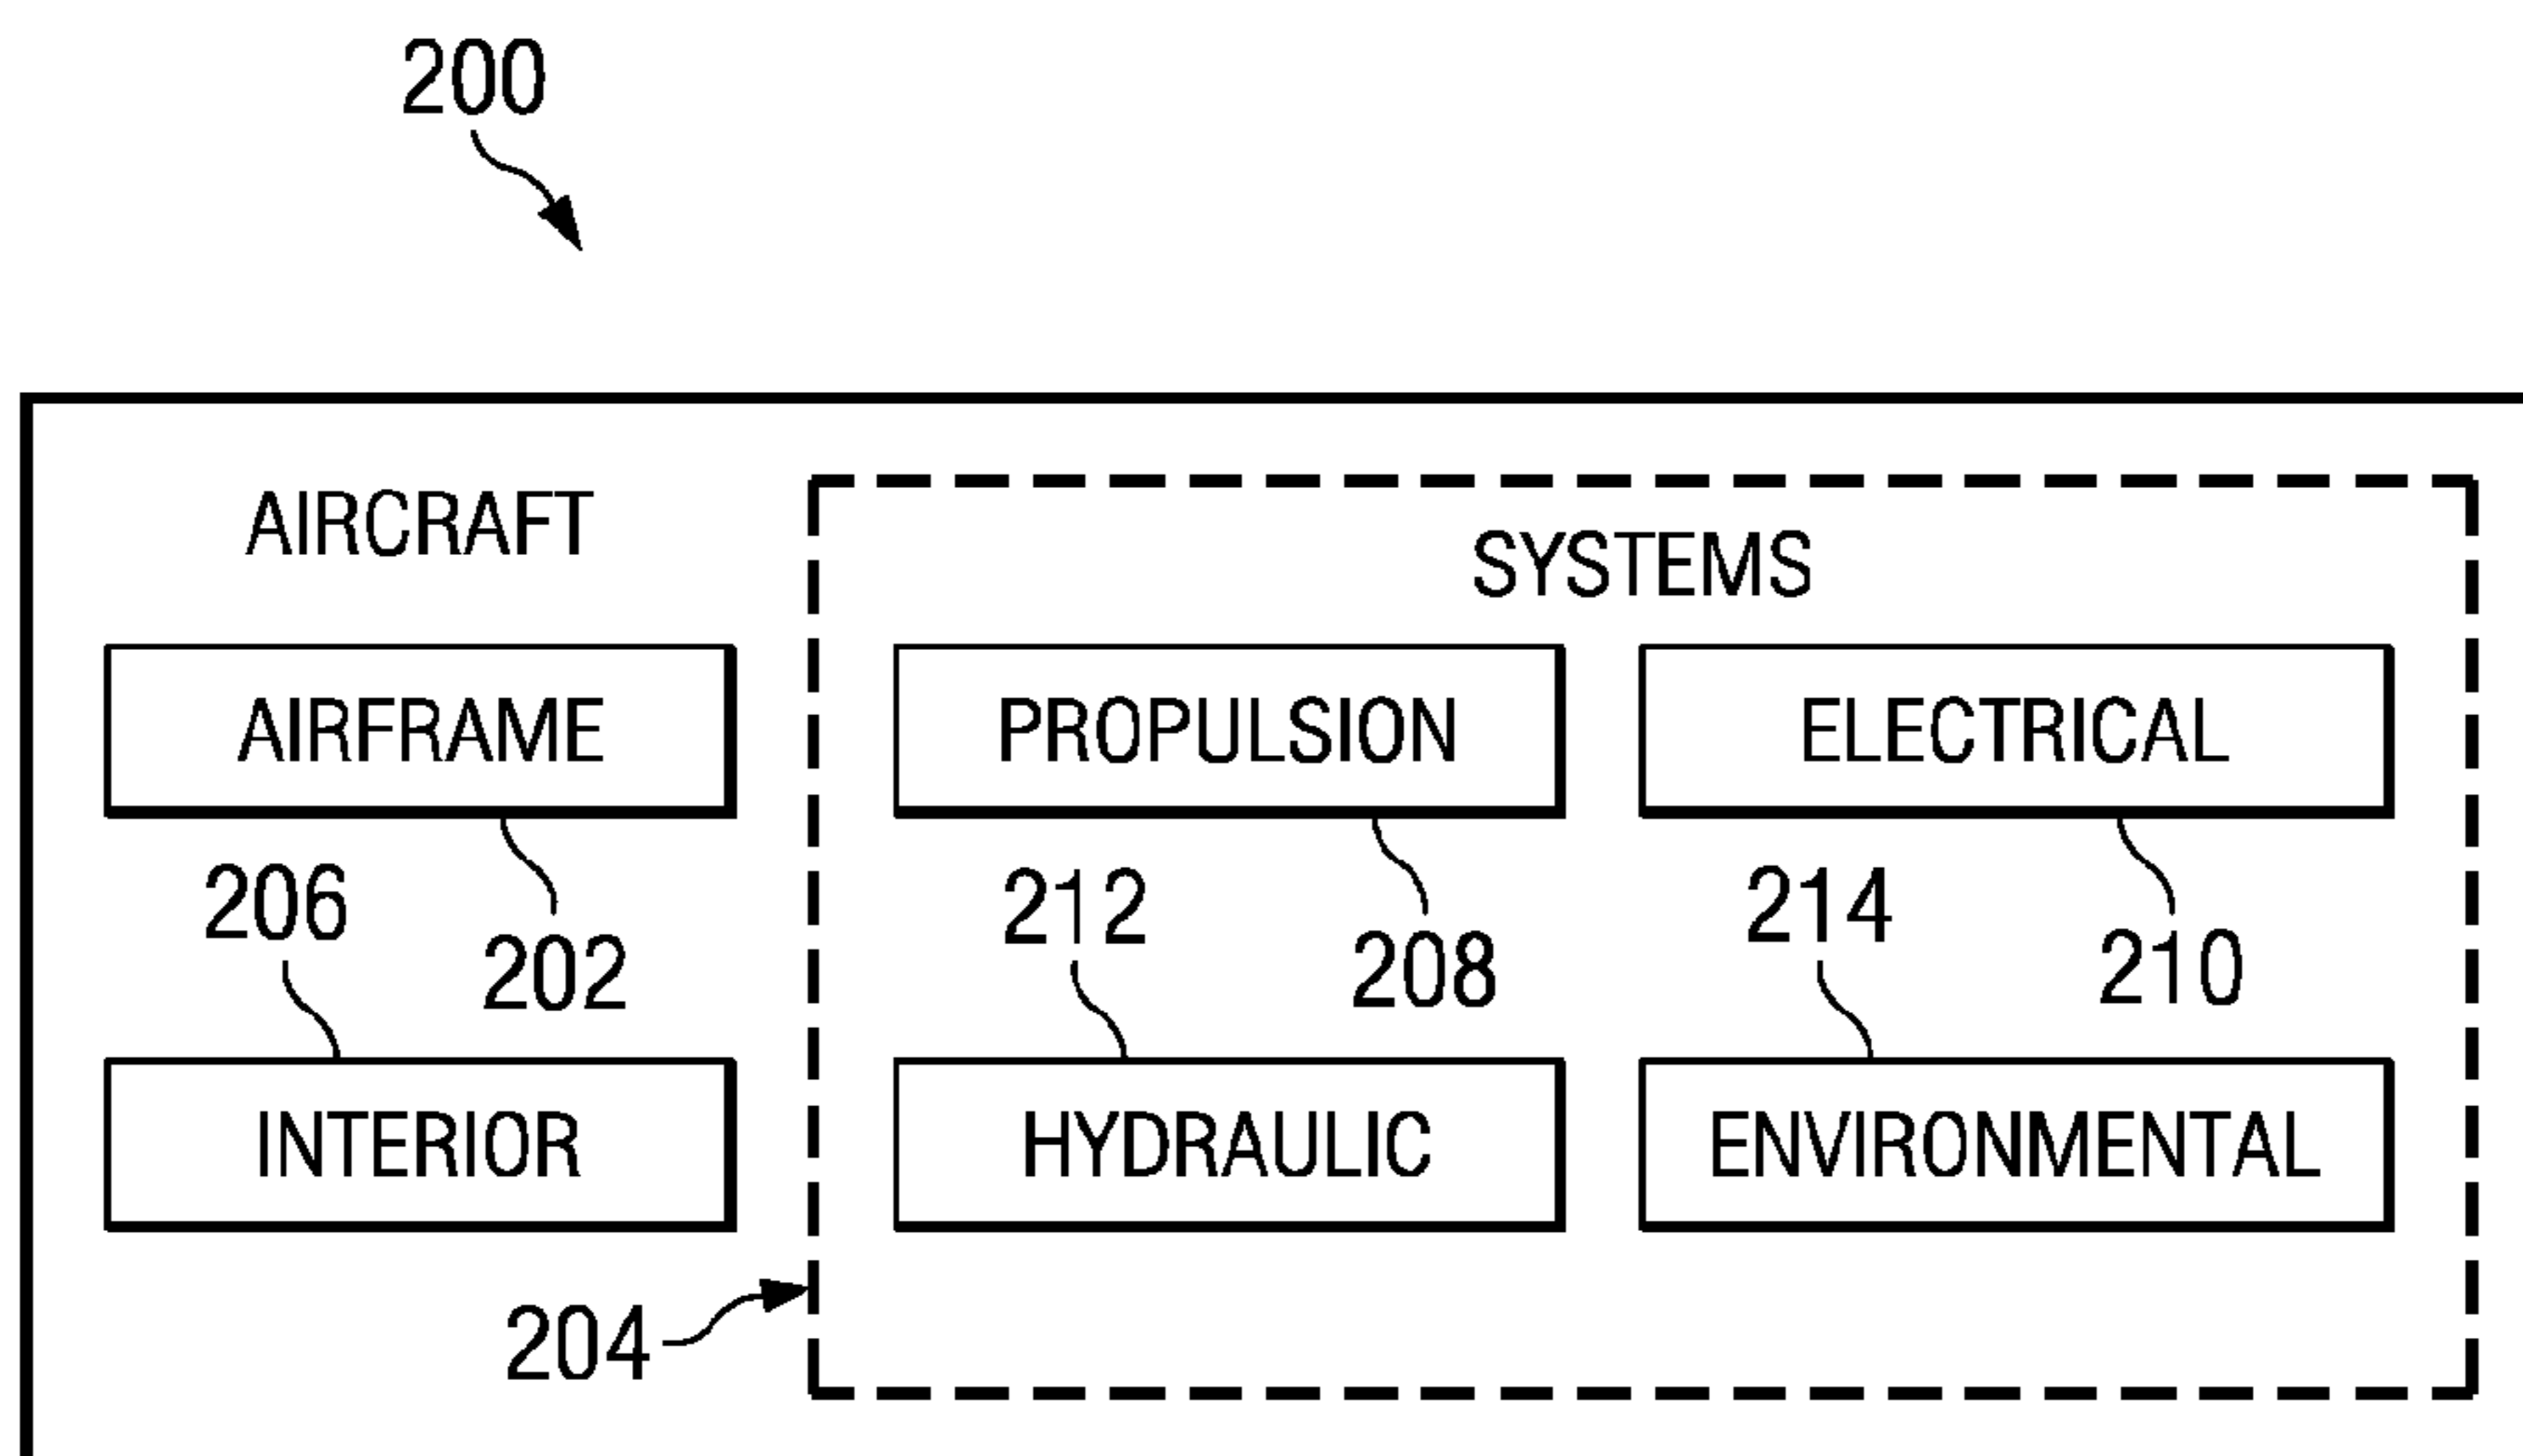 200
AIRCRAFT
SYSTEMS
AIRFRAME
PROPULSION
ELECTRICAL
206
202
212
208
214
210
INTERIOR
HYDRAULIC
ENVIRONMENTAL
204